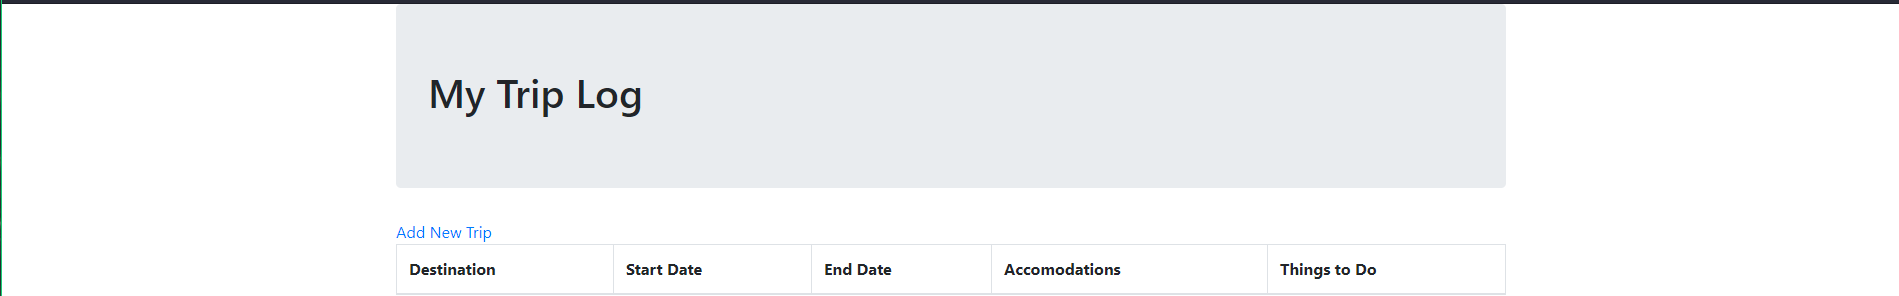 My Trip Log
Add New Trip
Destination Start Date End Date Accomodations Things to Do